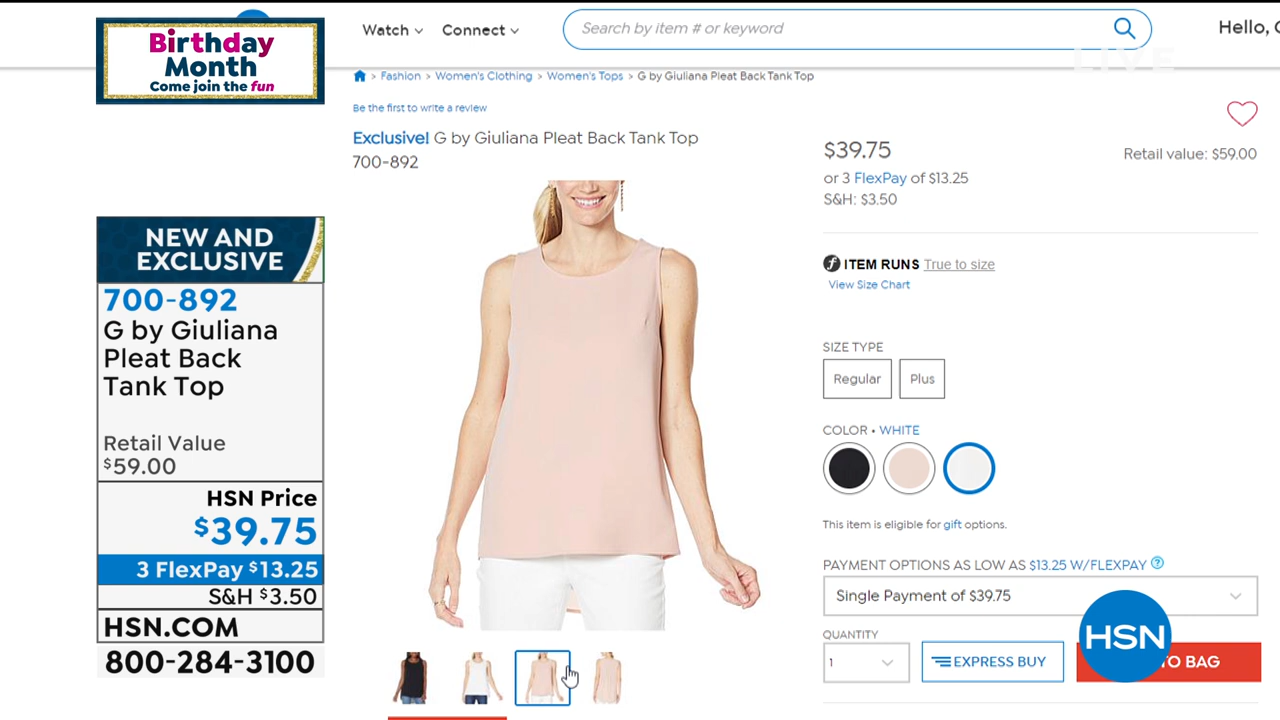 Birthday
Month
Come join the fun
Watch
Connect
Search by item # or keyword
Hello,
LIVE
> Fashion > Women's Clothing > Women's Tops > G by Giuliana Pleat Back Tank Top
Be the first to write a review
Exclusive! G by Giuliana Pleat Back Tank Top
700-892
$39.75
Retail value: $59.00
or 3 FlexPay of $13.25
S&H: $3.50
ITEM RUNS True to size
View Size Chart
SIZE TYPE
Regular
Plus
COLOR • WHITE
This item is eligible for gift options.
PAYMENT OPTIONS AS LOW AS $13.25 W/FLEXPAY ?
Single Payment of $39.75
QUANTITY
1
EXPRESS BUY
TO BAG
HSN
NEW AND
EXCLUSIVE
700-892
G by Giuliana
Pleat Back
Tank Top
Retail Value
$59.00
HSN Price
$39.75
3 FlexPay $13.25
S&H $3.50
HSN.COM
800-284-3100